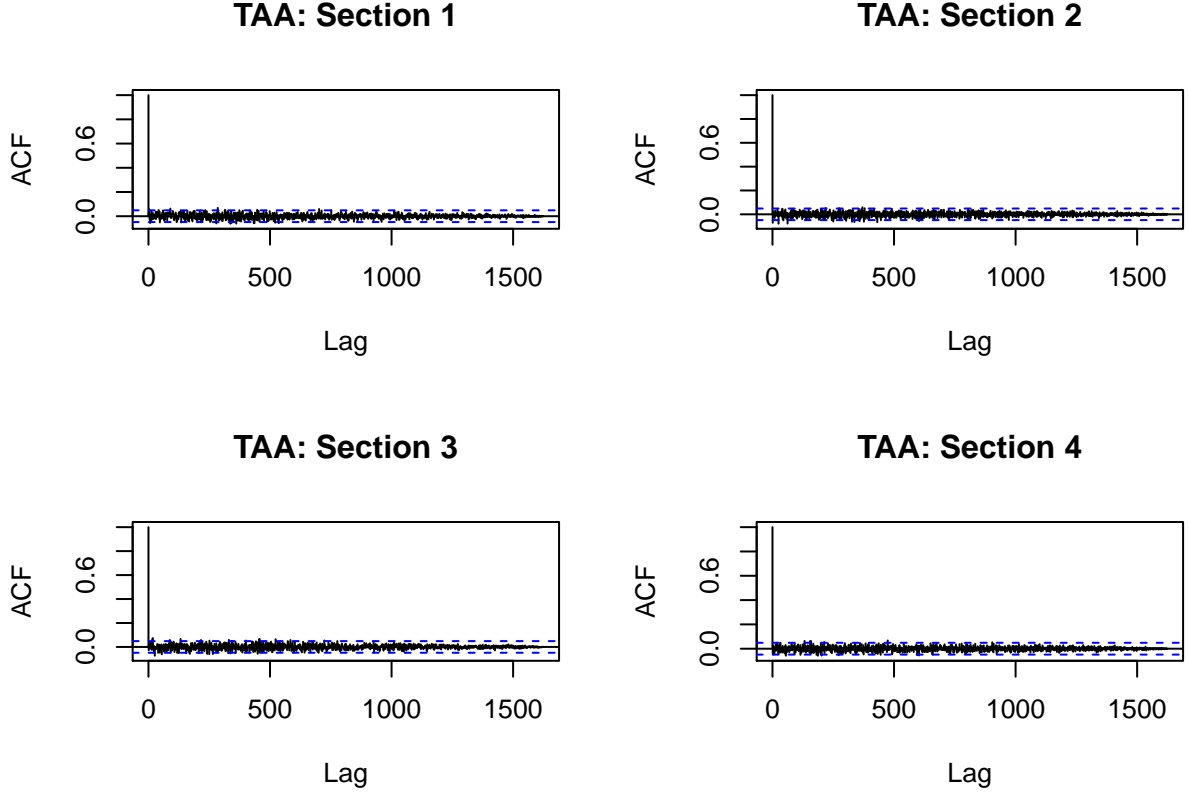 TAA: Section 1
ACF
0.0 0.6
0 500 1000 1500
Lag
TAA: Section 2
ACF
0.0 0.6
0 500 1000 1500
Lag
TAA: Section 3
ACF
0.0 0.6
0 500 1000 1500
Lag
TAA: Section 4
ACF
0.0 0.6
0 500 1000 1500
Lag